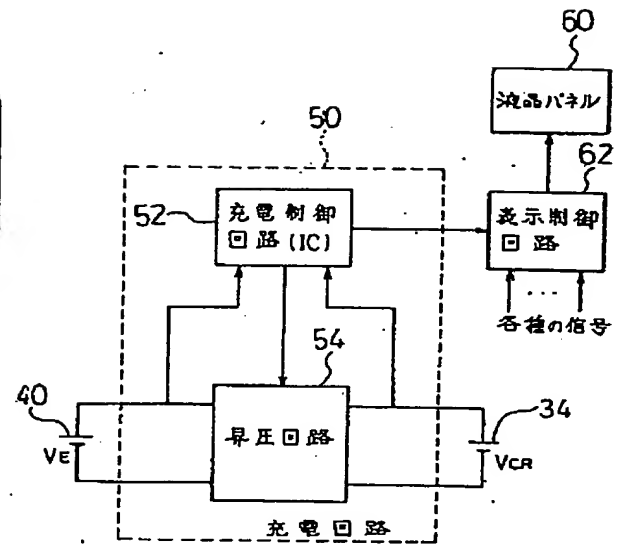 60
液晶パネル
50
62
52
充電制御
回路(IC)
表示制御
回路
...
各種の信号
54
40
昇圧回路
34
VE
VCR
充電回路